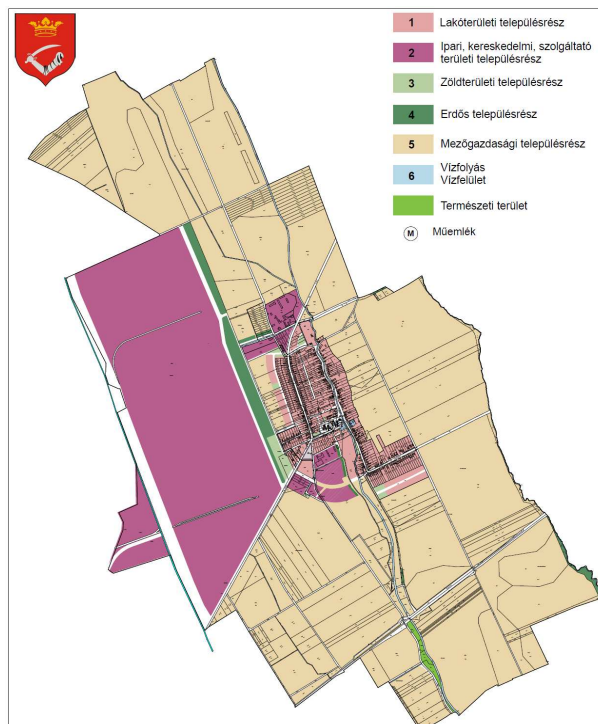 1 Lakóterületi településrész
2 Ipari, kereskedelmi, szolgáltató
területi településrész
3 Zöldterületi településrész
4 Erdős településrész
5 Mezőgazdasági településrész
6 Vízfolyás
Vízfelület
Természeti terület
M Műemlék